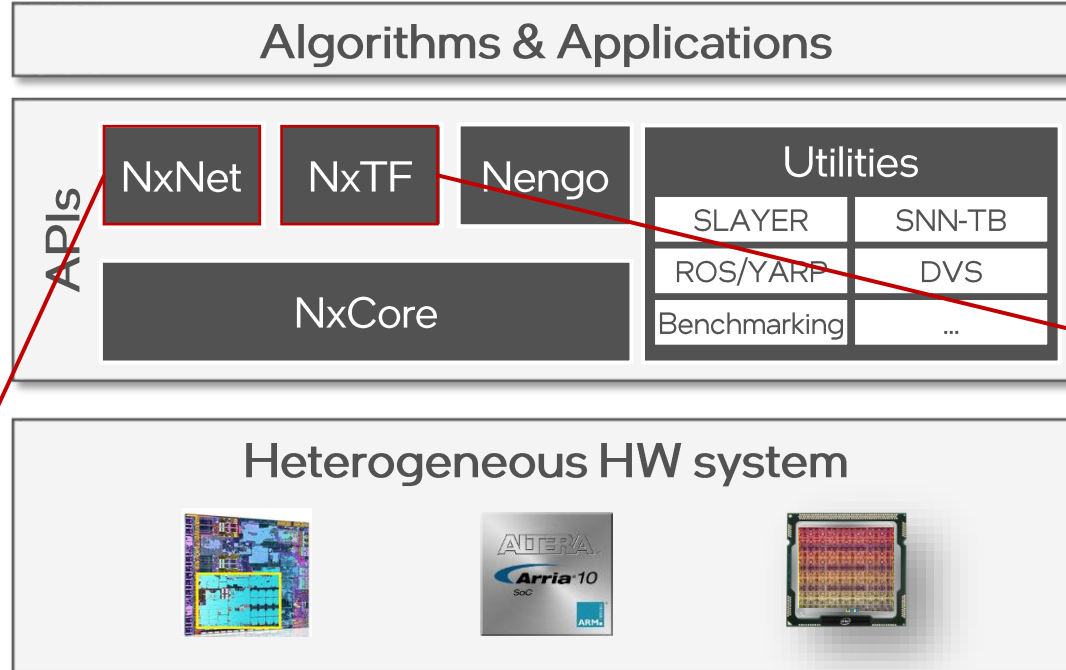 Algorithms & Applications
APIs
NxNet
NxTF
Nengo
Utilities
SLAYER
SNN-TB
ROS/YARP
DVS
Benchmarking
...
NxCore
Heterogeneous HW system
ALTERA
Arria 10
SoC
ARM